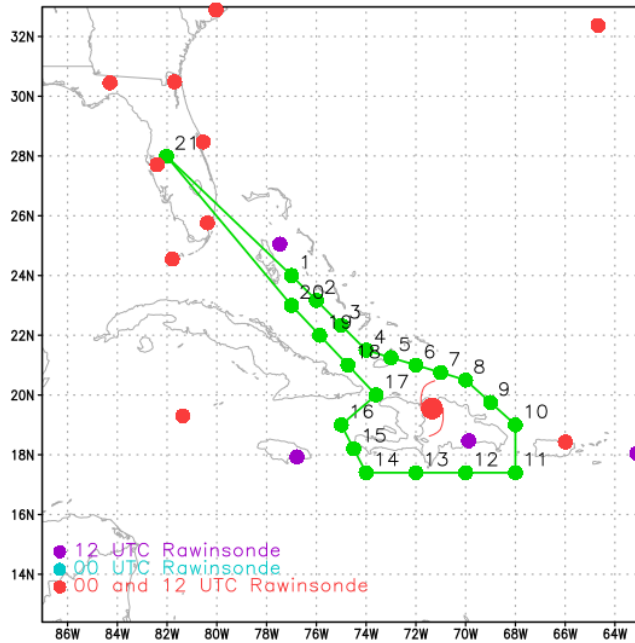 32N
30N
28N
26N
24N
22N
20N
18N
16N
14N
21
1
2
20
3
19
4
5
6
7
18
8
17
9
16
10
15
14
13
12
11
12 UTC Rawinsonde
00 UTC Rawinsonde
00 and 12 UTC Rawinsonde
86W 84W 82W 80W 78W 76W 74W 72W 70W 68W 66W 64W